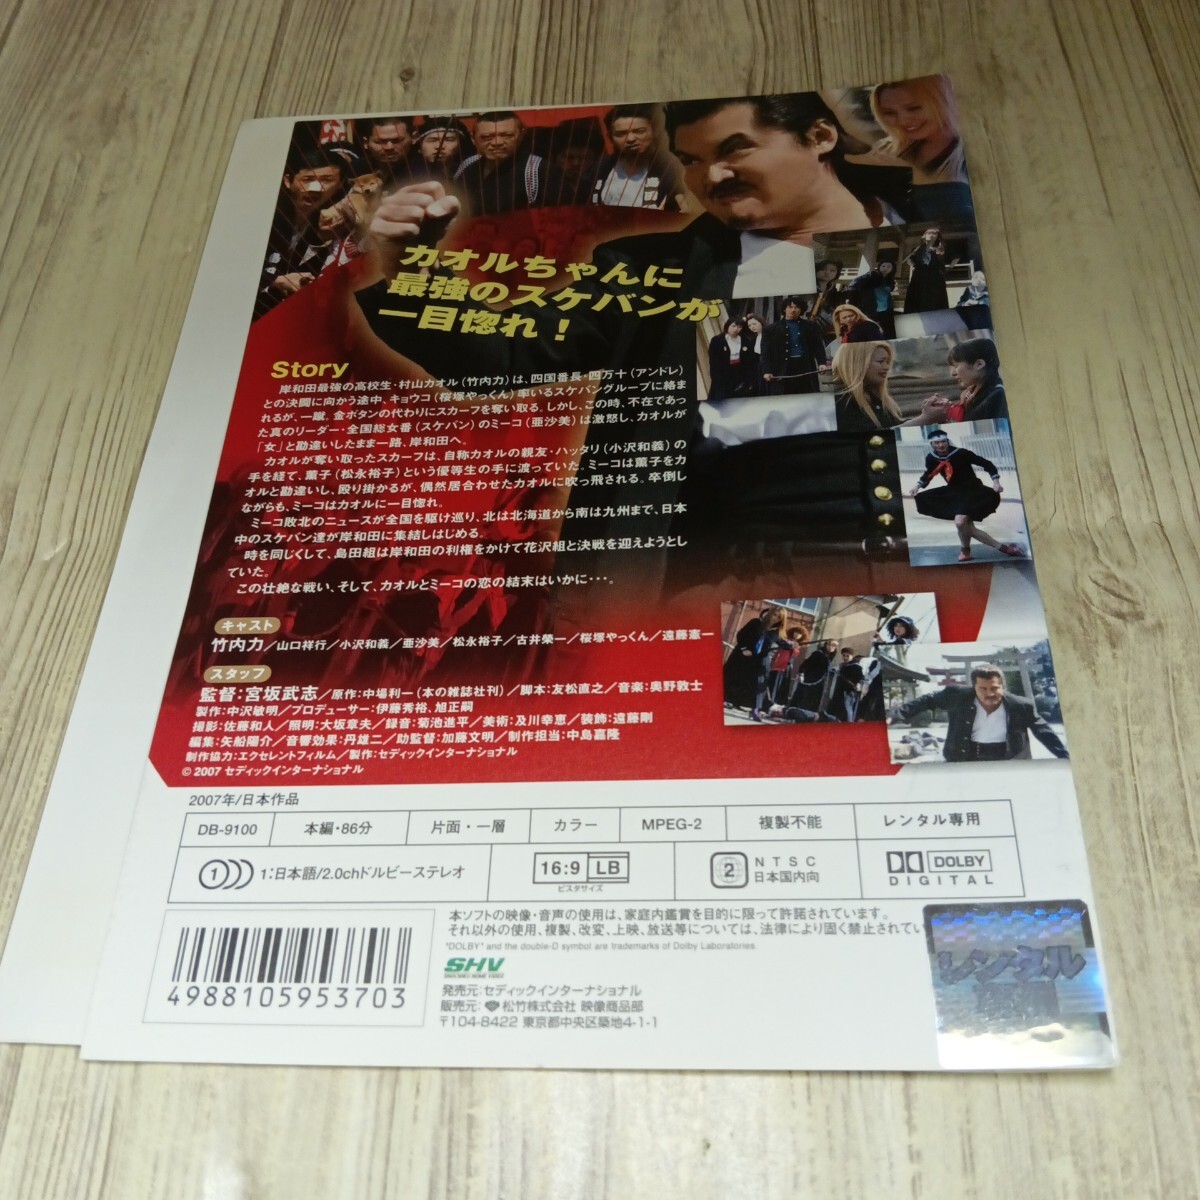 カオルちゃんに
最強のスケバンが
一目惚れ！
Story
岸和田最強の高校生・村山カオル(竹内力)は、四国番長・四万十(アンドレ)
との決闘に向かう途中、キョウコ(桜塚やっくん)率いるスケバングループに絡ま
れるが、一蹴。金ボタンの代わりにスカーフを奪い取る。しかし、この時、不在であっ
た真のリーダー・全国総女番(スケバン)のミーコ(亜沙美)は激怒し、カオルが
「女」と勘違いしたまま一路、岸和田へ。
カオルが奪い取ったスカーフは、自称カオルの親友・ハッタリ(小沢和義)の
手を経て、薫子(松永裕子)という優等生の手に渡っていた。ミーコは薫子をカ
オルと勘違いし、殴り掛かるが、偶然居合わせたカオルに吹っ飛される。卒倒し
ながらも、ミーコはカオルに一目惚れ。
ミーコ敗北のニュースが全国を駆け巡り、北は北海道から南は九州まで、日本
中のスケバン達が岸和田に集結しはじめる。
時を同じくして、島田組は岸和田の利権をかけて花沢組と決戦を迎えようとし
ていた。
この壮絶な戦い、そして、カオルとミーコの恋の結末はいかに・・・。
キャスト
竹内力／山口祥行／小沢和義／亜沙美／松永裕子／古井榮一／桜塚やっくん／遠藤憲一
スタッフ
監督：宮坂武志／原作：中場利一(本の雑誌社刊)／脚本：友松直之／音楽：奥野敦士
製作：中沢敏明／プロデューサー：伊藤秀裕、旭正嗣
撮影：佐藤和人／照明：大坂章夫／録音：菊池進平／美術：及川幸恵／装飾：遠藤剛
編集：矢船陽介／音響効果：丹雄二／助監督：加藤文明／制作担当：中島嘉隆
制作協力：エクセレントフィルム／製作：セディックインターナショナル
© 2007 セディックインターナショナル
2007年/日本作品
DB-9100 本編・86分 片面・一層 カラー MPEG-2 複製不能 レンタル専用
1 1:日本語/2.0chドルビーステレオ 16:9 LB ビスタサイズ 2 NTSC 日本国内向 DOLBY DIGITAL
本ソフトの映像・音声の使用は、家庭内鑑賞を目的に限って許諾されています。
それ以外の使用、複製、改変、上映、放送等については、法律により固く禁止されてい
"DOLBY" and the double-D symbol are trademarks of Dolby Laboratories.
SHV
SHOCHIKU HOME VIDEO
発売元：セディックインターナショナル
販売元：松竹株式会社 映像商品部
〒104-8422 東京都中央区築地4-1-1
4988105953703
レンタル